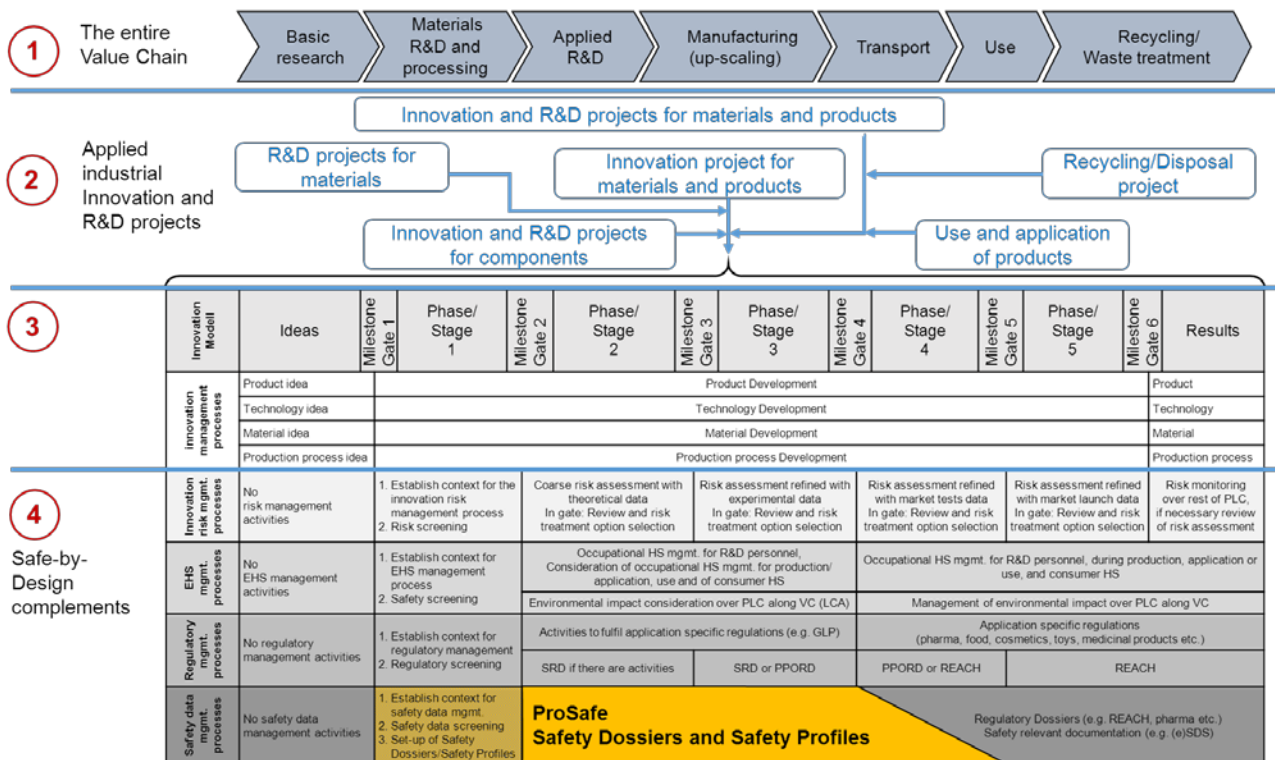 1
The entire
Value Chain
Basic
research
Materials
R&D and
processing
Applied
R&D
Manufacturing
(up-scaling)
Transport
Use
Recycling/
Waste treatment
2
Applied
industrial
Innovation and
R&D projects
Innovation and R&D projects for materials and products
R&D projects for
materials
Innovation project for
materials and products
Recycling/Disposal
project
Innovation and R&D projects
for components
Use and application
of products
3
Innovation
Modell
Ideas
Milestone
Gate 1
Phase/
Stage
1
Milestone
Gate 2
Phase/
Stage
2
Milestone
Gate 3
Phase/
Stage
3
Milestone
Gate 4
Phase/
Stage
4
Milestone
Gate 5
Phase/
Stage
5
Milestone
Gate 6
Results
innovation
management
processes
Product idea
Product Development
Product
Technology idea
Technology Development
Technology
Material idea
Material Development
Material
Production process idea
Production process Development
Production process
4
Safe-by-
Design
complements
Innovation
risk mgmt.
processes
No
risk management
activities
1. Establish context for the
innovation risk
management process
2. Risk screening
Coarse risk assessment with
theoretical data
In gate: Review and risk
treatment option selection
Risk assessment refined with
experimental data
In gate: Review and risk
treatment option selection
Risk assessment refined
with market tests data
In gate: Review and risk
treatment option selection
Risk assessment refined
with market launch data
In gate: Review and risk
treatment option selection
Risk monitoring
over rest of PLC,
if necessary review
of risk assessment
EHS
mgmt.
processes
No
EHS management
activities
1. Establish context for
EHS management
process
2. Safety screening
Occupational HS mgmt. for R&D personnel,
Consideration of occupational HS mgmt. for production/
application, use and of consumer HS
Occupational HS mgmt. for R&D personnel, during production, application or
use, and consumer HS
Environmental impact consideration over PLC along VC (LCA)
Management of environmental impact over PLC along VC
Regulatory
mgmt.
processes
No regulatory
management activities
1. Establish context for
regulatory management
2. Regulatory screening
Activities to fulfil application specific regulations (e.g. GLP)
Application specific regulations
(pharma, food, cosmetics, toys, medicinal products etc.)
SRD if there are activities
SRD or PPORD
PPORD or REACH
REACH
Safety data
mgmt.
processes
No safety data
management activities
1. Establish context for
safety data mgmt.
2. Safety data screening
3. Set-up of Safety
Dossiers/Safety Profiles
ProSafe
Safety Dossiers and Safety Profiles
Regulatory Dossiers (e.g. REACH, pharma etc.)
Safety relevant documentation (e.g. (e)SDS)